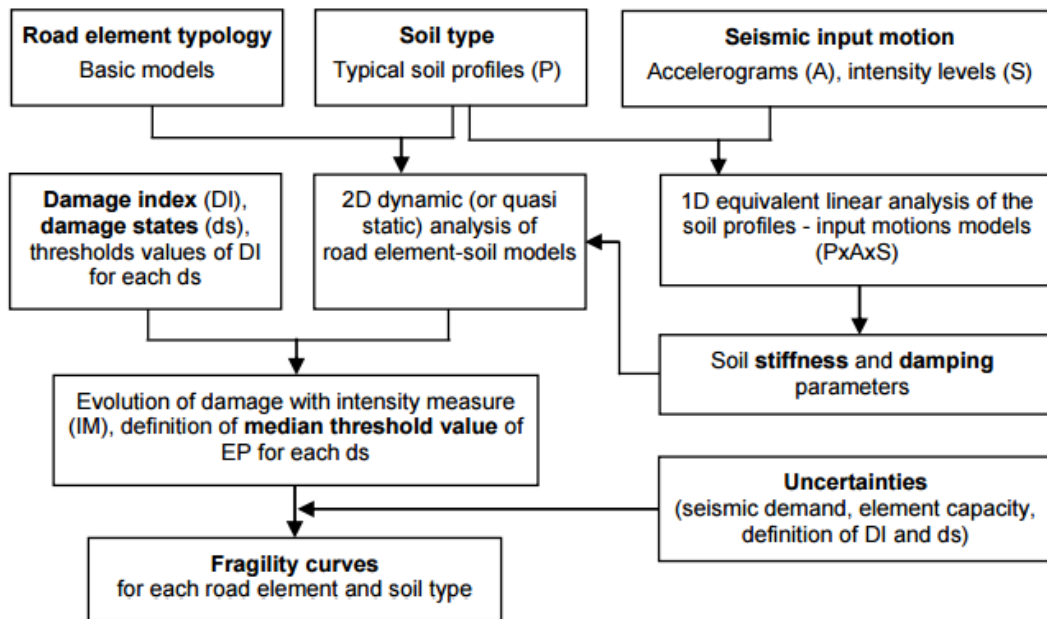 Road element typology
Basic models
Soil type
Typical soil profiles (P)
Seismic input motion
Accelerograms (A), intensity levels (S)
Damage index (DI),
damage states (ds),
thresholds values of DI
for each ds
2D dynamic (or quasi
static) analysis of
road element-soil models
1D equivalent linear analysis of the
soil profiles - input motions models
(PxAxS)
Soil stiffness and damping
parameters
Evolution of damage with intensity measure
(IM), definition of median threshold value of
EP for each ds
Uncertainties
(seismic demand, element capacity,
definition of DI and ds)
Fragility curves
for each road element and soil type